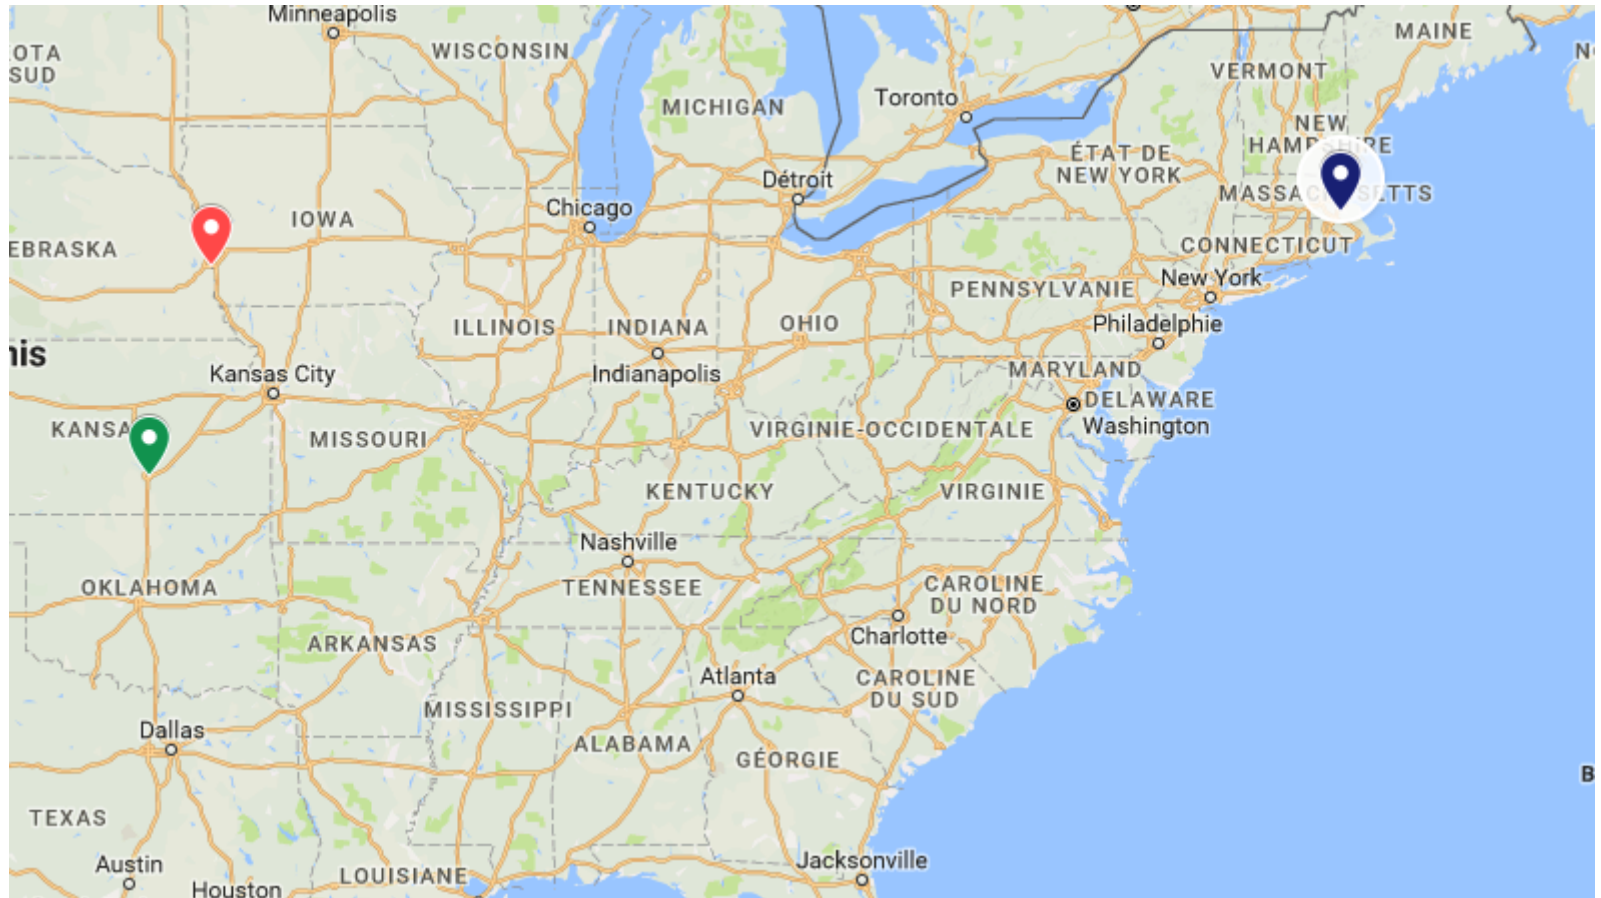 Minneapolis
OTA
SUD
WISCONSIN
MICHIGAN
Toronto
MAINE
VERMONT
NEW
HAMPSHIRE
ÉTAT DE
NEW YORK
MASSACHUSETTS
Détroit
Chicago
IOWA
EBRASKA
CONNECTICUT
New York
PENNSYLVANIE
Philadelphie
ILLINOIS
INDIANA
OHIO
nis
Kansas City
Indianapolis
MARYLAND
DELAWARE
Washington
KANSA
MISSOURI
VIRGINIE-OCCIDENTALE
KENTUCKY
VIRGINIE
Nashville
TENNESSEE
OKLAHOMA
CAROLINE
DU NORD
Charlotte
ARKANSAS
Atlanta
CAROLINE
DU SUD
MISSISSIPPI
Dallas
ALABAMA
GÉORGIE
B
TEXAS
Austin
Houston
LOUISIANE
Jacksonville